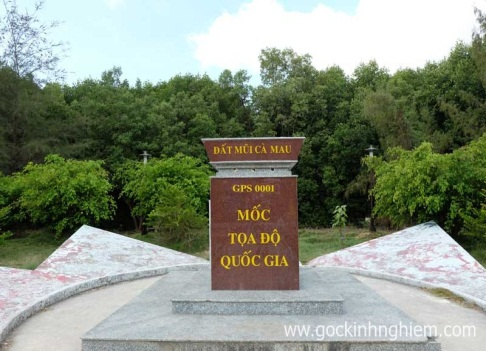 ĐẤT MŨI CÀ MAU
GPS 0001
MỐC
TỌA ĐỘ
QUỐC GIA
www.gockinhnghiem.com